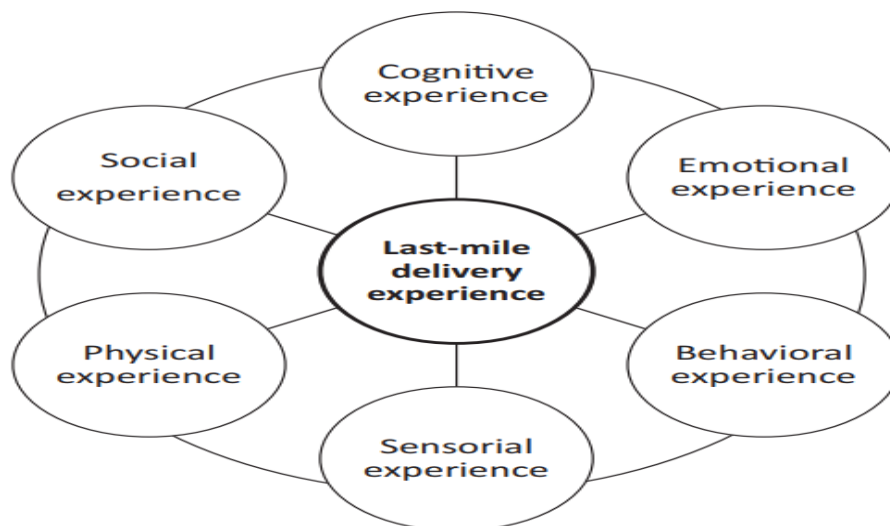 Cognitive
experience
Social
experience
Emotional
experience
Last-mile
delivery
experience
Physical
experience
Behavioral
experience
Sensorial
experience